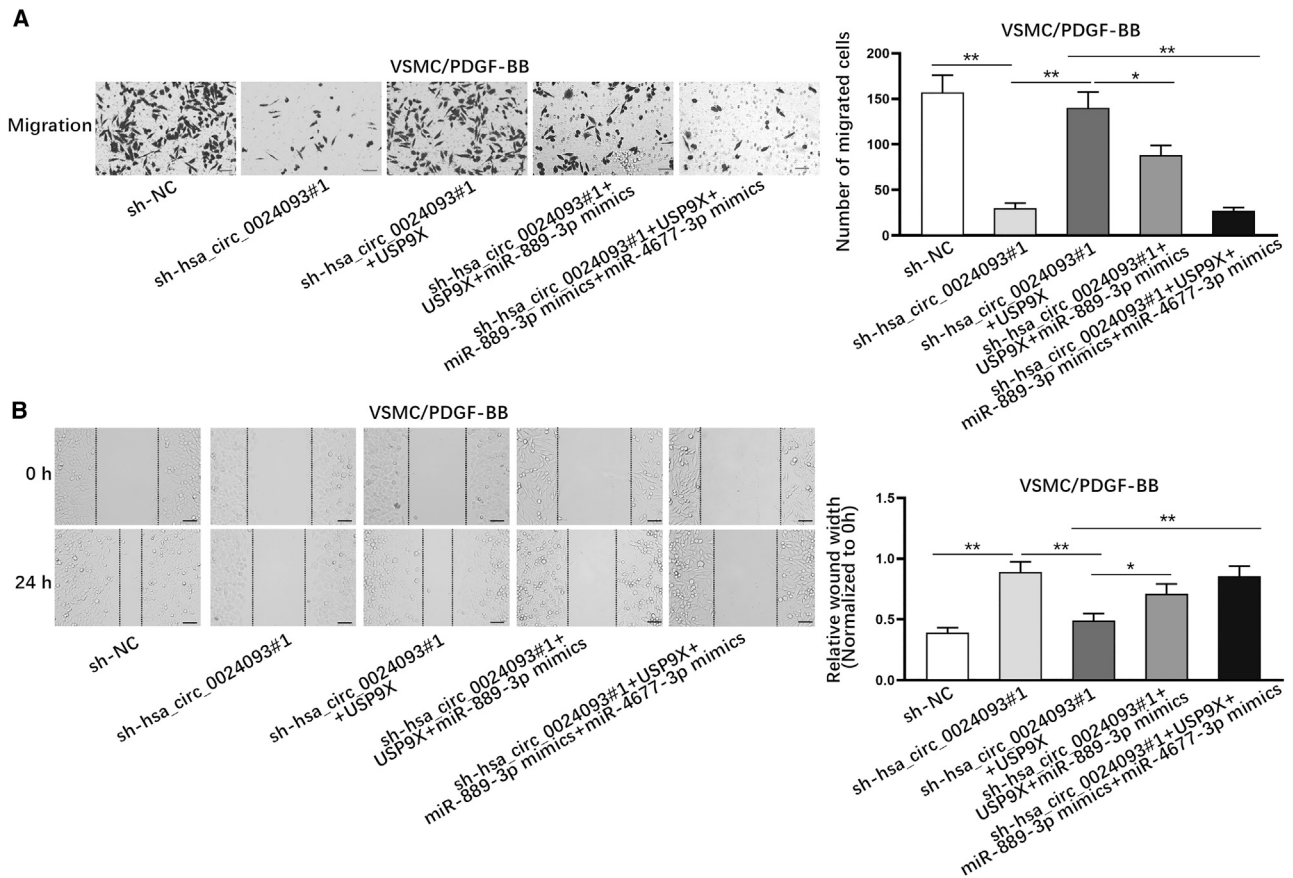 A
VSMC/PDGF-BB
Migration
sh-NC
sh-hsa_circ_0024093#1
sh-hsa_circ_0024093#1
+USP9X
sh-hsa_circ_0024093#1+
USP9X+miR-889-3p mimics
sh-hsa_circ_0024093#1+USP9X+
miR-889-3p mimics+miR-4677-3p mimics
VSMC/PDGF-BB
Number of migrated cells
200
150
100
50
0
**
**
*
**
sh-NC
sh-hsa_circ_0024093#1
sh-hsa_circ_0024093#1
+USP9X
sh-hsa_circ_0024093#1+
USP9X+miR-889-3p mimics
sh-hsa_circ_0024093#1+USP9X+
miR-889-3p mimics+miR-4677-3p mimics
B
VSMC/PDGF-BB
0 h
24 h
sh-NC
sh-hsa_circ_0024093#1
sh-hsa_circ_0024093#1
+USP9X
sh-hsa_circ_0024093#1+
USP9X+miR-889-3p mimics
sh-hsa_circ_0024093#1+USP9X+
miR-889-3p mimics+miR-4677-3p mimics
VSMC/PDGF-BB
Relative wound width
(Normalized to 0h)
1.5
1.0
0.5
0.0
**
**
*
**
sh-NC
sh-hsa_circ_0024093#1
sh-hsa_circ_0024093#1
+USP9X
sh-hsa_circ_0024093#1+
USP9X+miR-889-3p mimics
sh-hsa_circ_0024093#1+USP9X+
miR-889-3p mimics+miR-4677-3p mimics